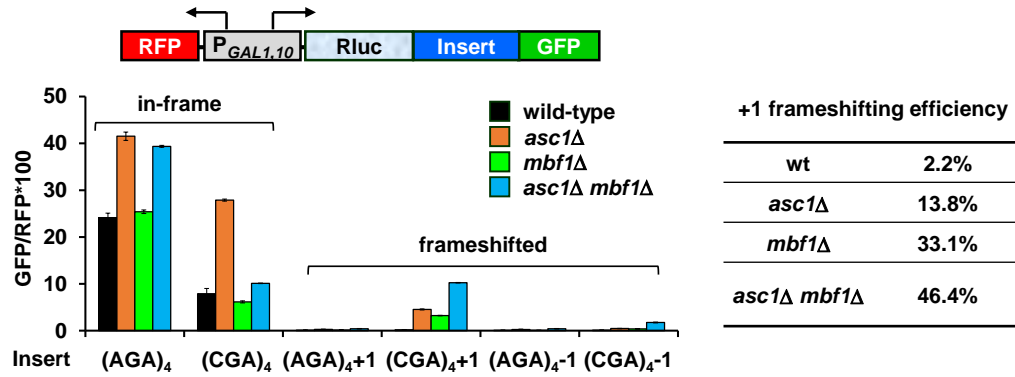 RFP P_GAL1,10 Rluc Insert GFP
50
40
30
20
10
0
GFP/RFP*100
in-frame
wild-type
asc1Δ
mbf1Δ
asc1Δ mbf1Δ
frameshifted
Insert (AGA)₄ (CGA)₄ (AGA)₄+1 (CGA)₄+1 (AGA)₄-1 (CGA)₄-1
+1 frameshifting efficiency
wt 2.2%
asc1Δ 13.8%
mbf1Δ 33.1%
asc1Δ mbf1Δ 46.4%